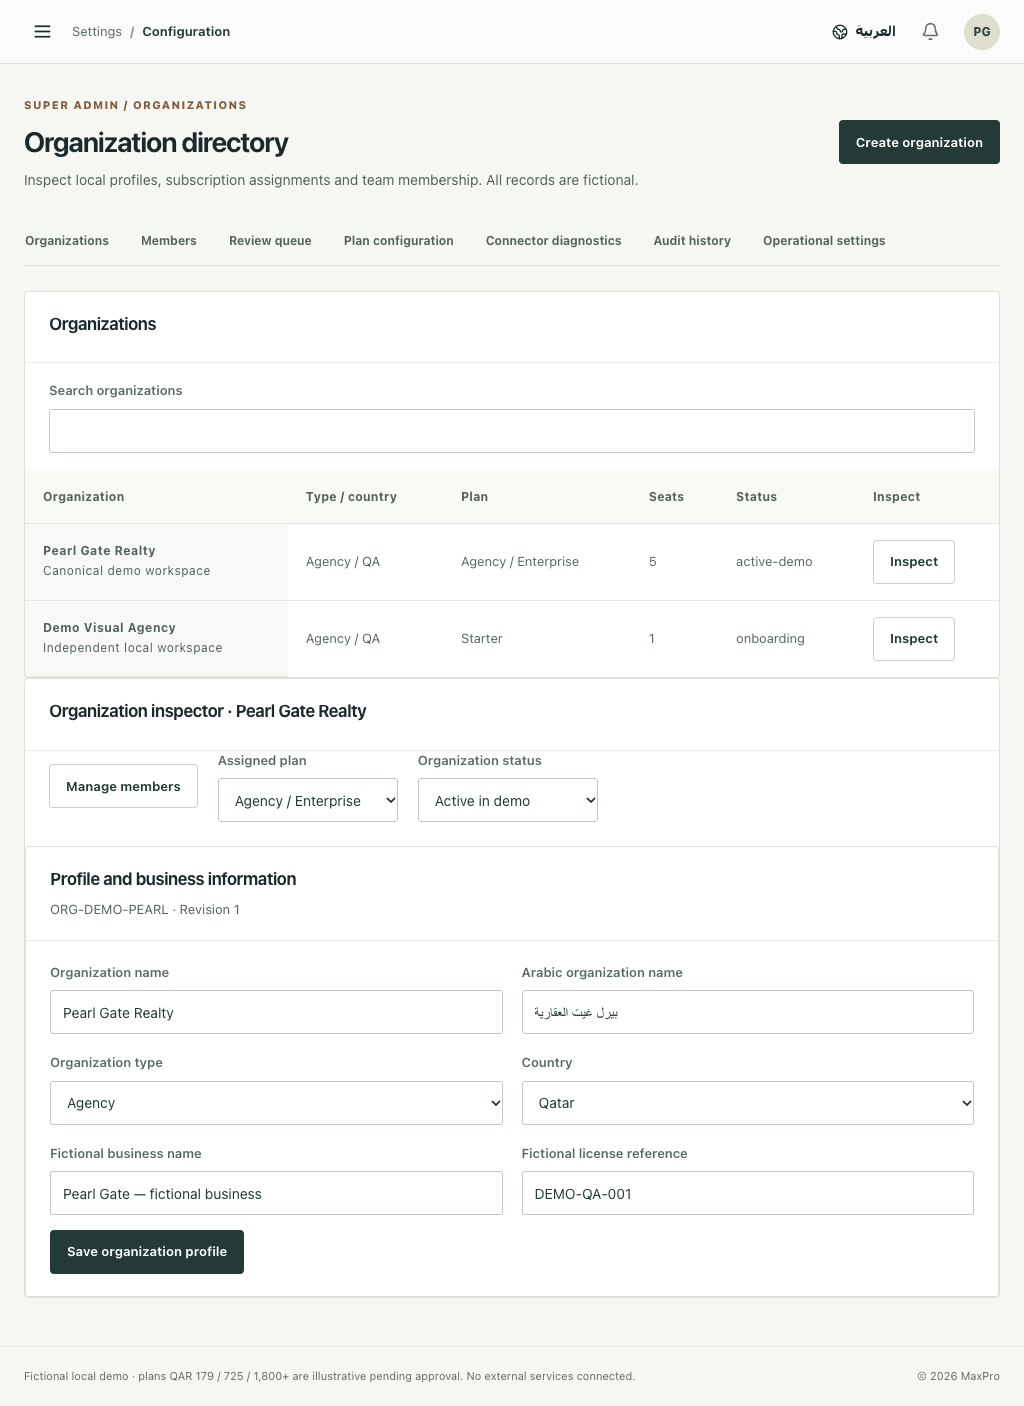 Settings / Configuration
العربية
PG
SUPER ADMIN / ORGANIZATIONS
Organization directory
Create organization
Inspect local profiles, subscription assignments and team membership. All records are fictional.
Organizations Members Review queue Plan configuration Connector diagnostics Audit history Operational settings
Organizations
Search organizations
Organization Type / country Plan Seats Status Inspect
Pearl Gate Realty
Canonical demo workspace
Agency / QA Agency / Enterprise 5 active-demo Inspect
Demo Visual Agency
Independent local workspace
Agency / QA Starter 1 onboarding Inspect
Organization inspector · Pearl Gate Realty
Manage members
Assigned plan
Agency / Enterprise
Organization status
Active in demo
Profile and business information
ORG-DEMO-PEARL · Revision 1
Organization name
Pearl Gate Realty
Arabic organization name
بيرل غيت العقارية
Organization type
Agency
Country
Qatar
Fictional business name
Pearl Gate — fictional business
Fictional license reference
DEMO-QA-001
Save organization profile
Fictional local demo · plans QAR 179 / 725 / 1,800+ are illustrative pending approval. No external services connected.
© 2026 MaxPro